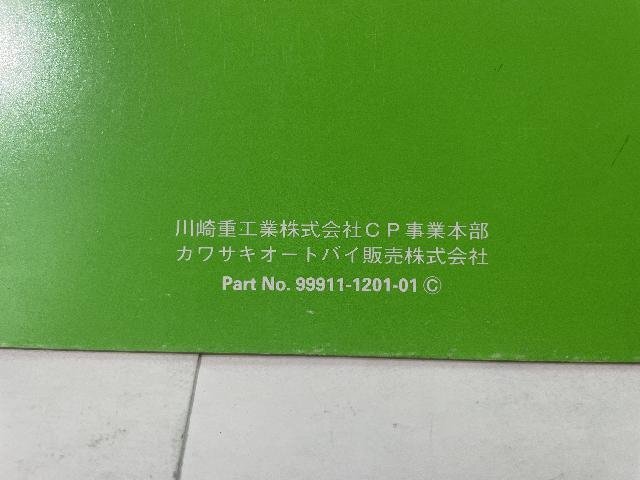 川崎重工業株式会社ＣＰ事業本部
カワサキオートバイ販売株式会社
Part No. 99911-1201-01 Ⓒ